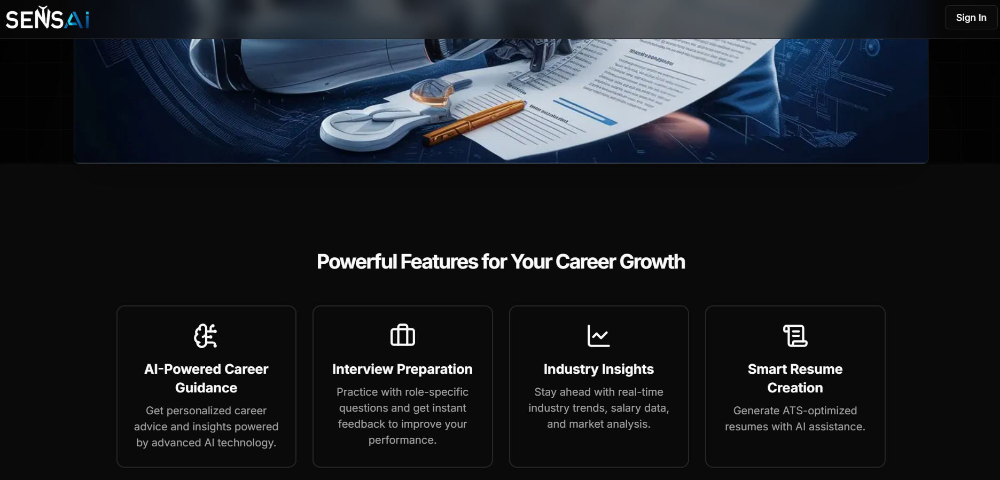 SENSAi
Sign In
Powerful Features for Your Career Growth
AI-Powered Career
Guidance
Get personalized career
advice and insights powered
by advanced AI technology.
Interview Preparation
Practice with role-specific
questions and get instant
feedback to improve your
performance.
Industry Insights
Stay ahead with real-time
industry trends, salary data,
and market analysis.
Smart Resume
Creation
Generate ATS-optimized
resumes with AI assistance.